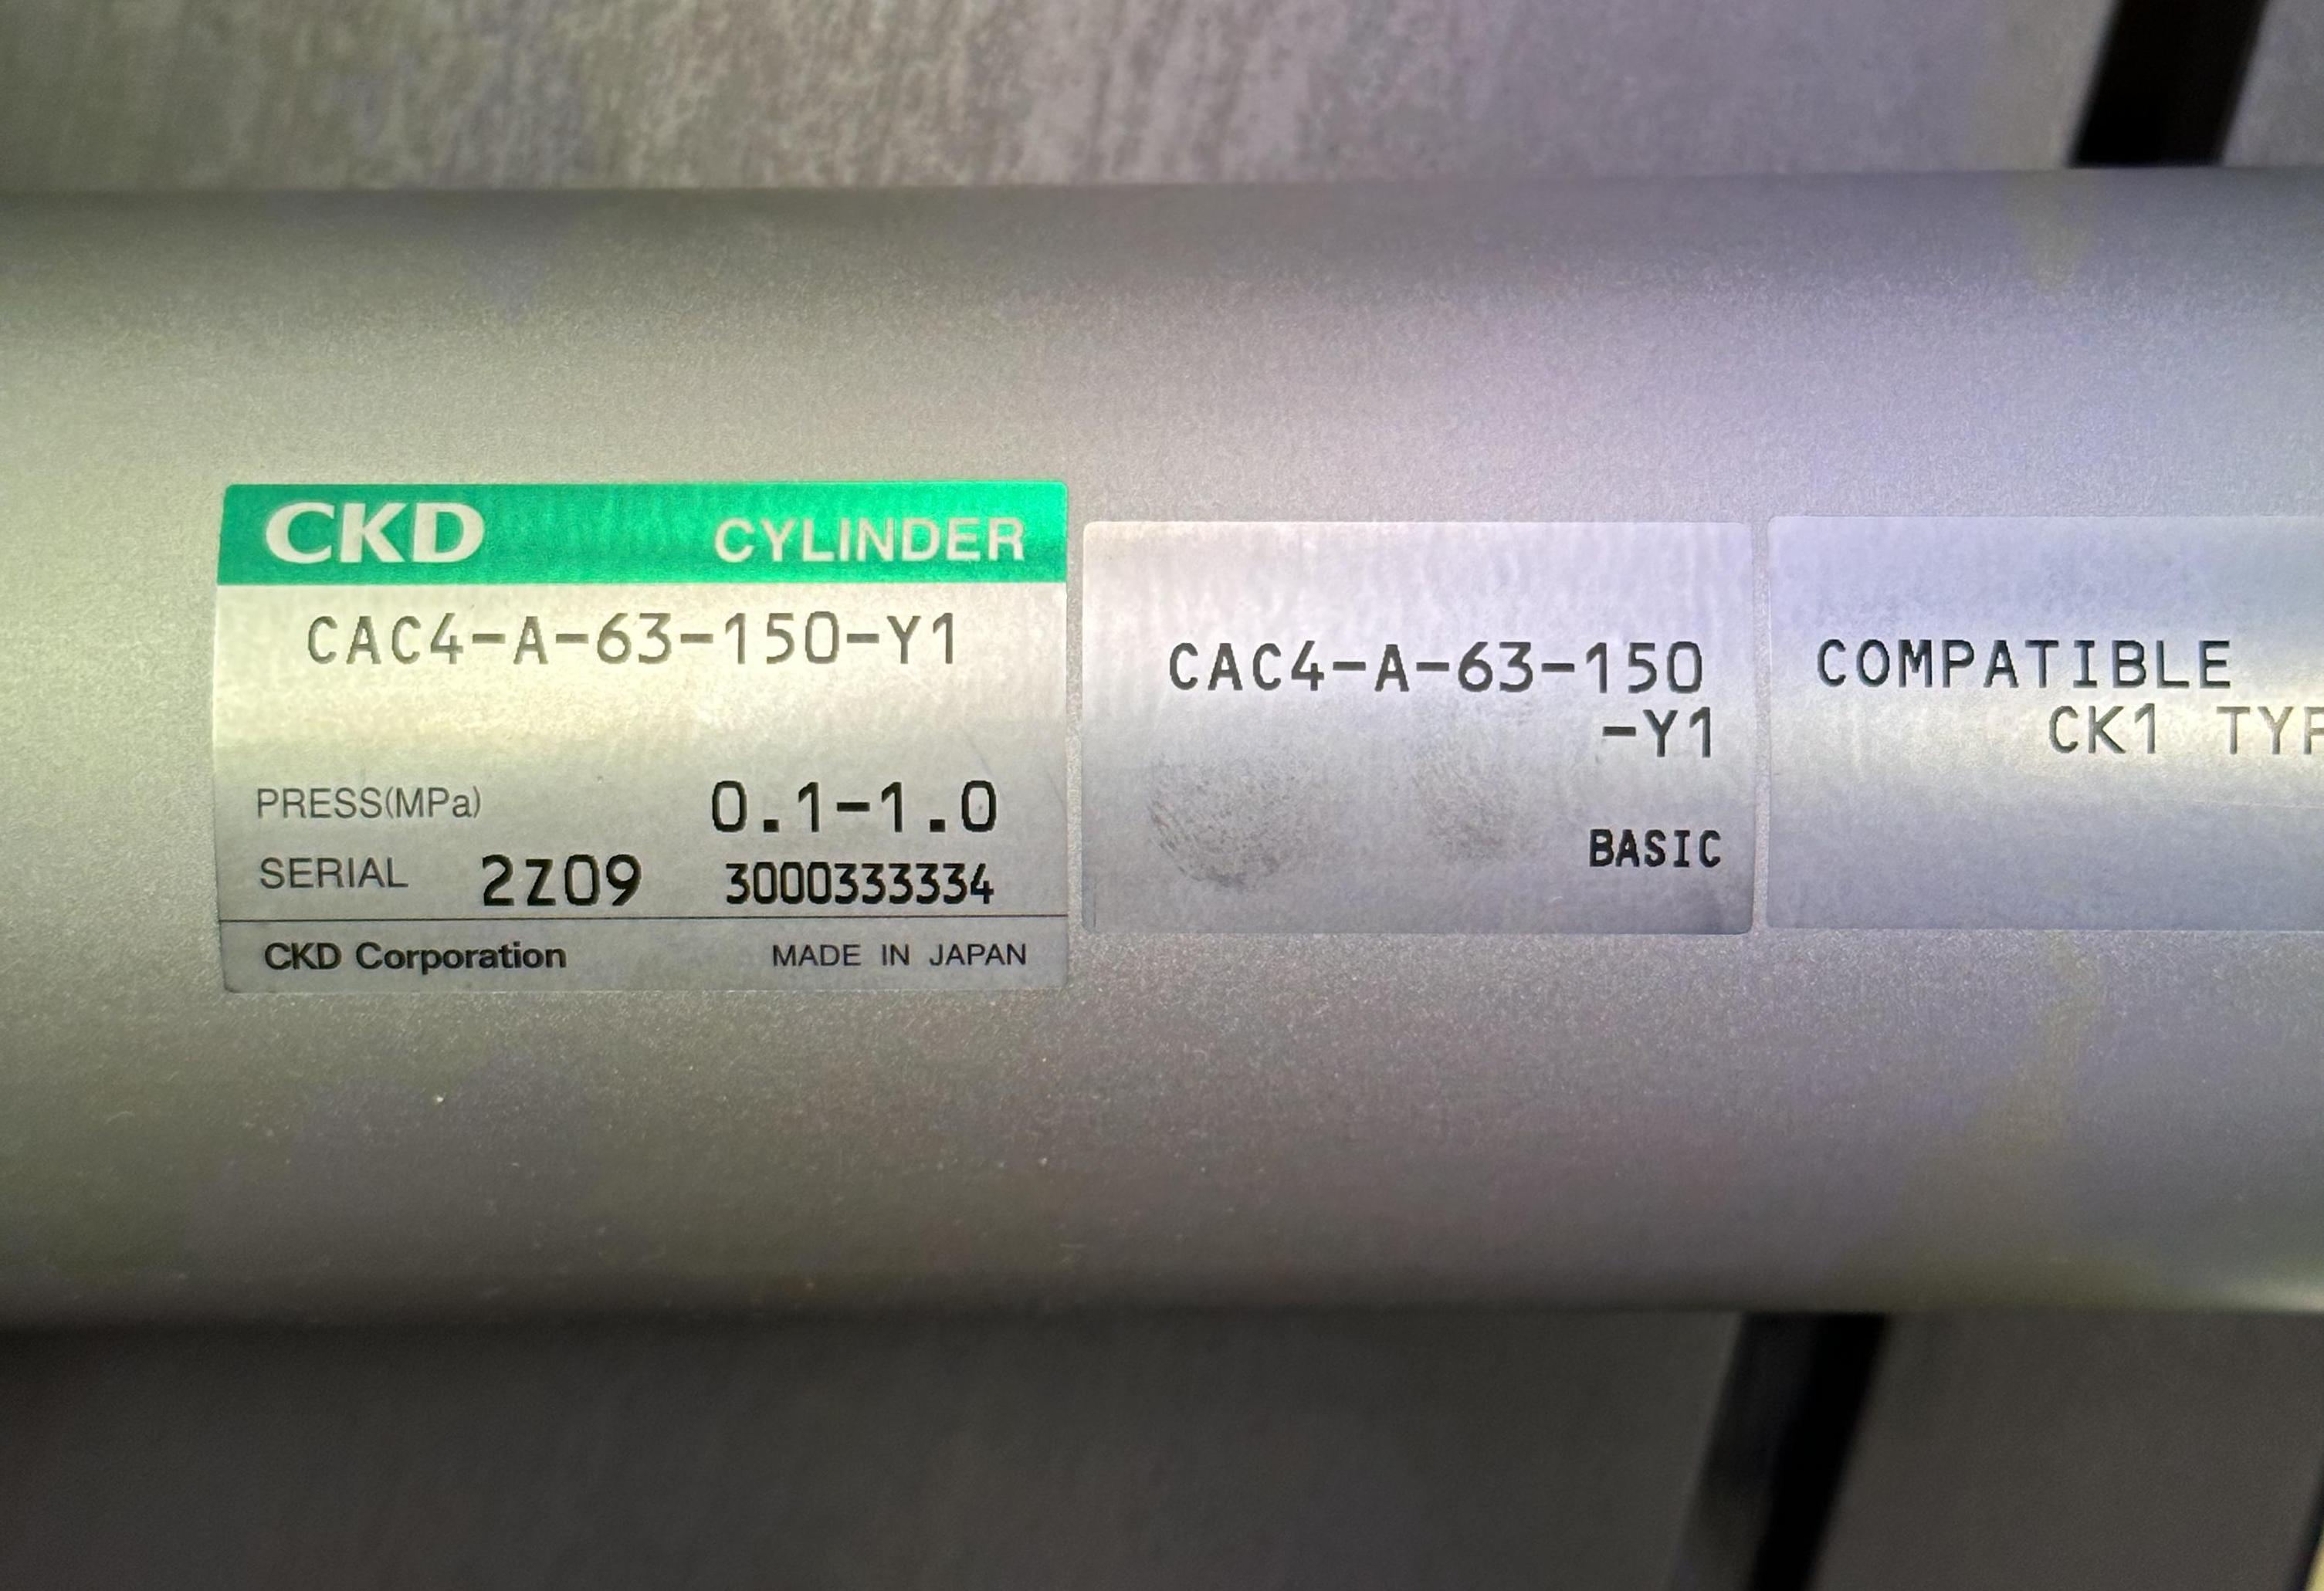 CKD CYLINDER
CAC4-A-63-150-Y1
PRESS(MPa) 0.1-1.0
SERIAL 2Z09 3000333334
CKD Corporation MADE IN JAPAN
CAC4-A-63-150
-Y1
BASIC
COMPATIBLE
CK1